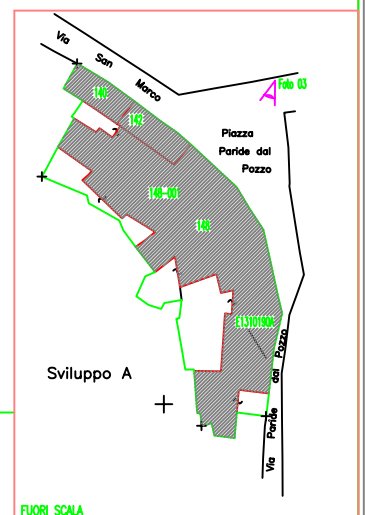 Via San Marco
Foto 03
140
142
Piazza
Paride dal
Pozzo
148-001
148
Sviluppo A
Via Paride dal Pozzo
FUORI SCALA